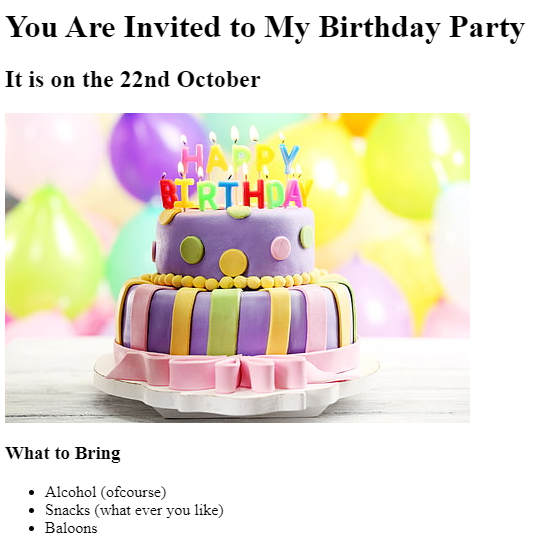 You Are Invited to My Birthday Party
It is on the 22nd October
HAPPY
BIRTHDAY
What to Bring
Alcohol (ofcourse)
Snacks (what ever you like)
Baloons